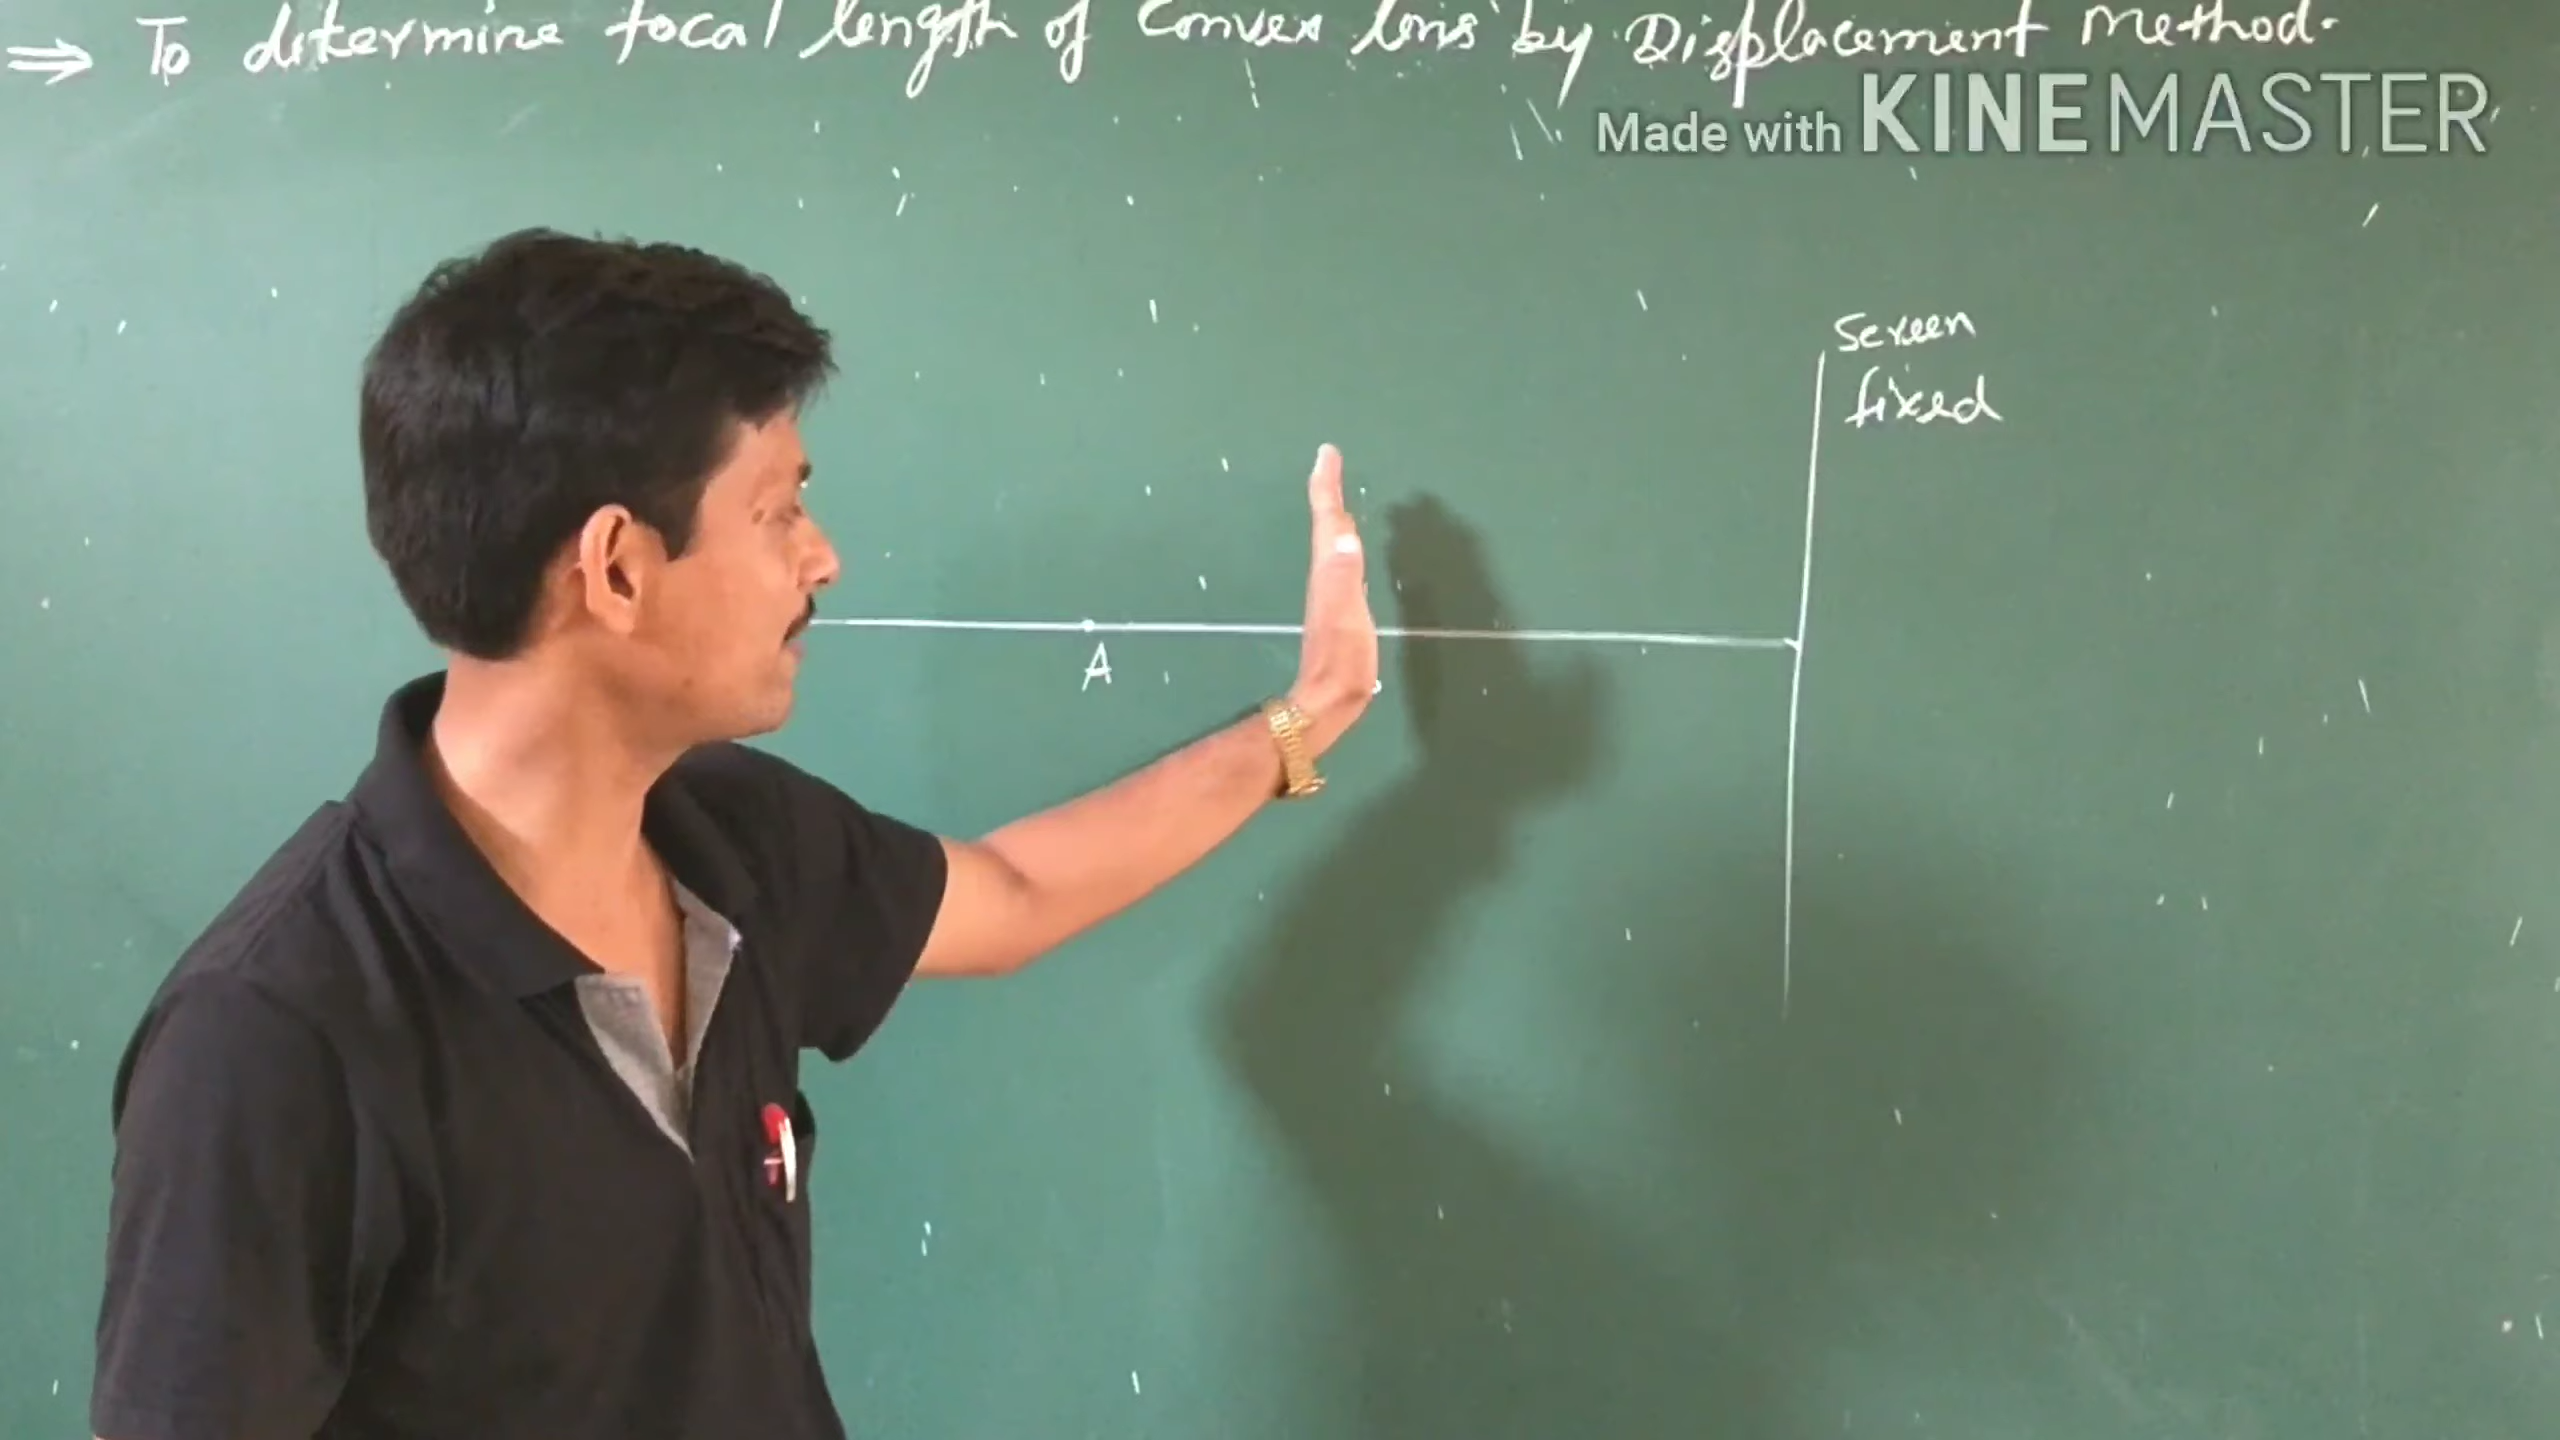 ⇒ To determine focal length of Convex lens by Displacement Method.
Made with KINEMASTER
Screen
fixed
A